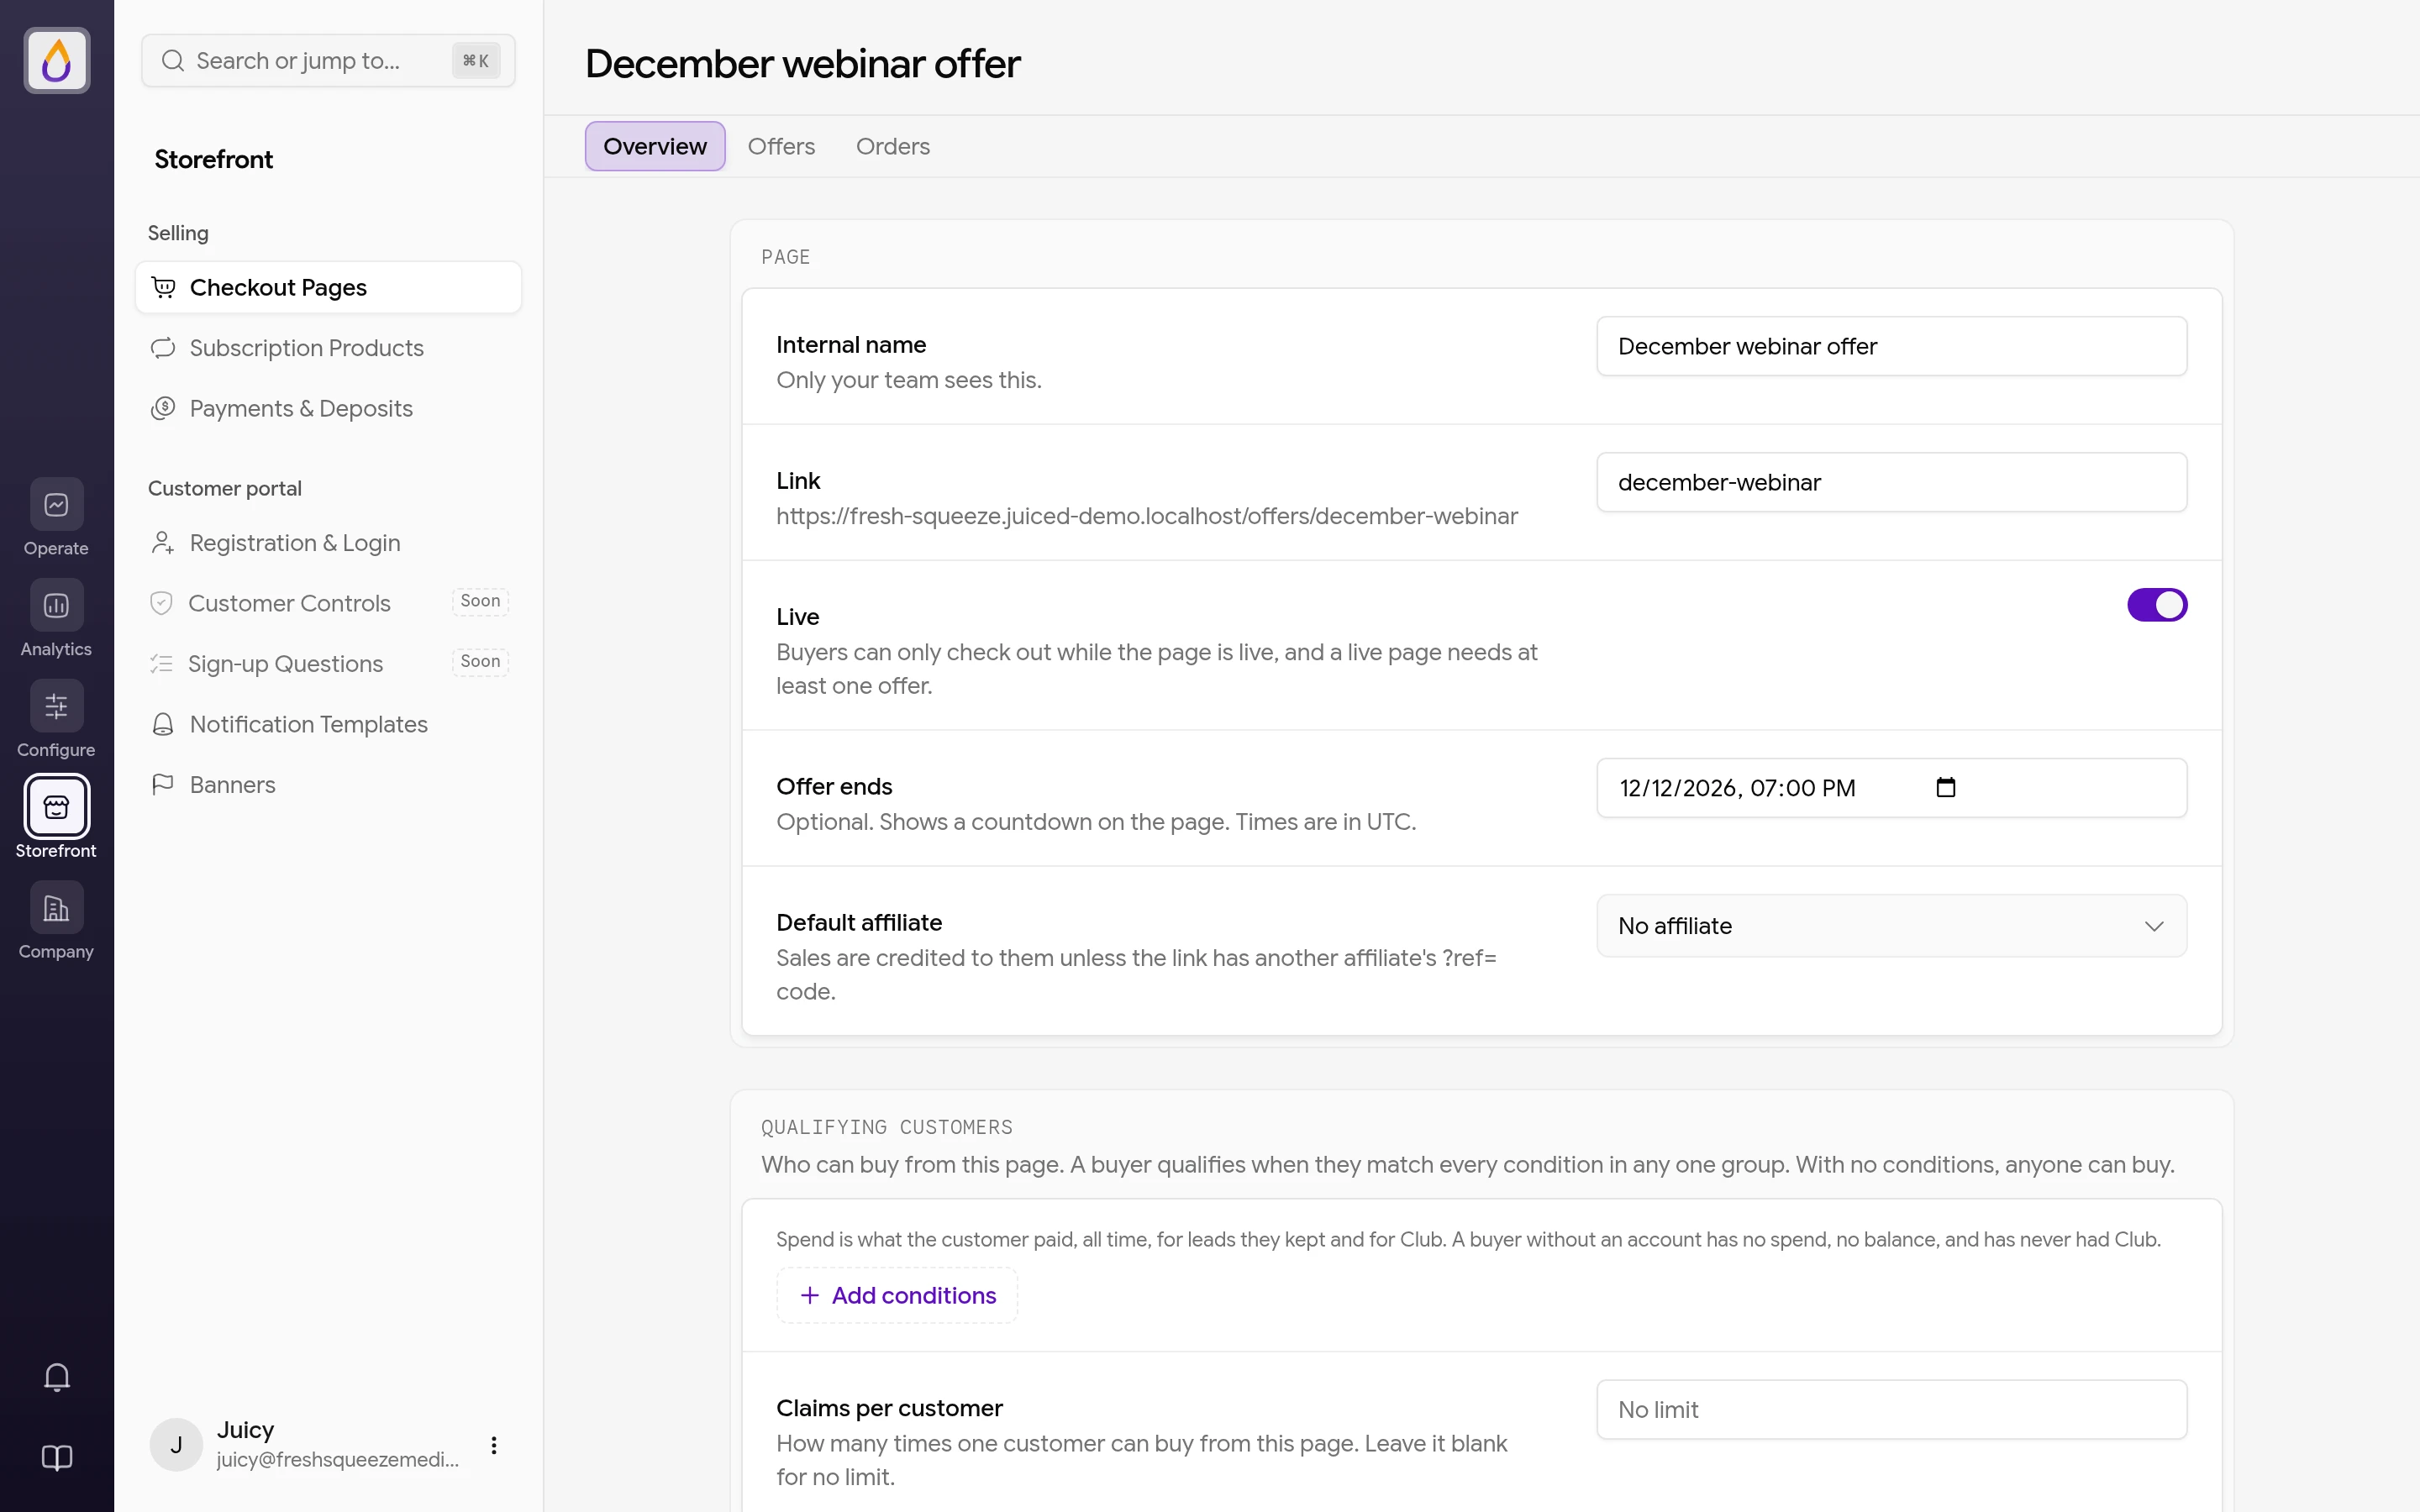 Search or jump to...
⌘ K
Storefront
Selling
Checkout Pages
Subscription Products
Payments & Deposits
Customer portal
Registration & Login
Customer Controls
Soon
Sign-up Questions
Soon
Notification Templates
Banners
Operate
Analytics
Configure
Storefront
Company
J
Juicy
juicy@freshsqueezemedi...
December webinar offer
Overview
Offers
Orders
PAGE
Internal name
Only your team sees this.
December webinar offer
Link
https://fresh-squeeze.juiced-demo.localhost/offers/december-webinar
december-webinar
Live
Buyers can only check out while the page is live, and a live page needs at
least one offer.
Offer ends
Optional. Shows a countdown on the page. Times are in UTC.
12/12/2026, 07:00 PM
Default affiliate
Sales are credited to them unless the link has another affiliate's ?ref=
code.
No affiliate
QUALIFYING CUSTOMERS
Who can buy from this page. A buyer qualifies when they match every condition in any one group. With no conditions, anyone can buy.
Spend is what the customer paid, all time, for leads they kept and for Club. A buyer without an account has no spend, no balance, and has never had Club.
+ Add conditions
Claims per customer
How many times one customer can buy from this page. Leave it blank
for no limit.
No limit